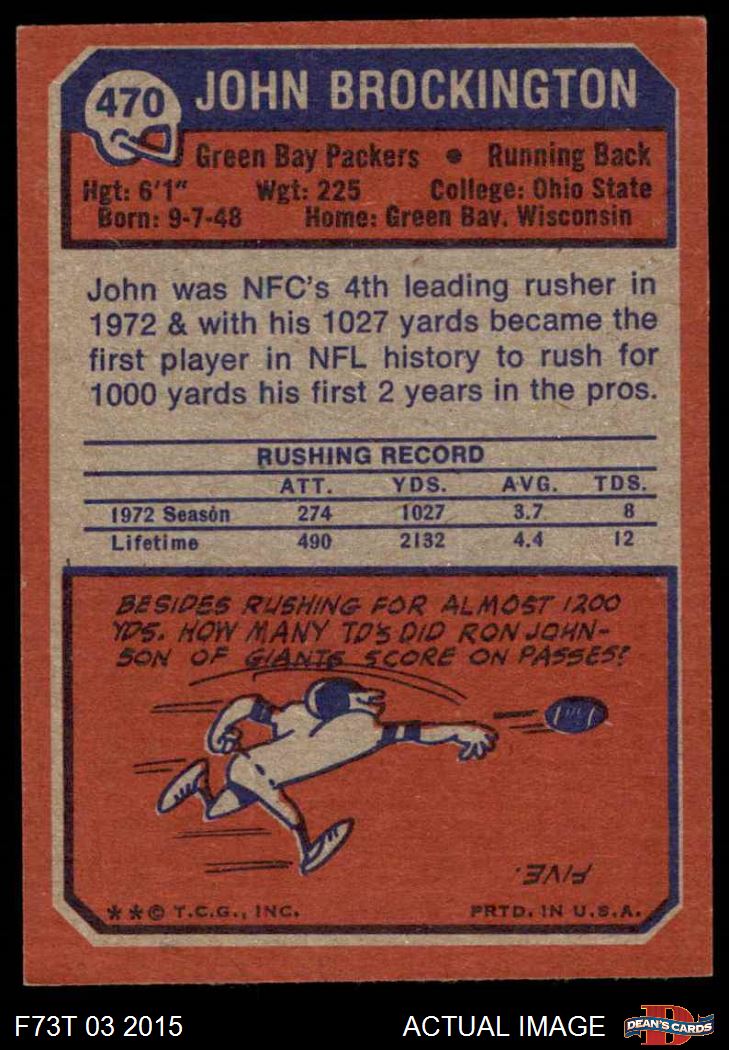 470
JOHN BROCKINGTON
Green Bay Packers • Running Back
Hgt: 6'1" Wgt: 225 College: Ohio State
Born: 9-7-48 Home: Green Bay, Wisconsin
John was NFC's 4th leading rusher in
1972 & with his 1027 yards became the
first player in NFL history to rush for
1000 yards his first 2 years in the pros.
RUSHING RECORD
ATT. YDS. AVG. TDS.
1972 Season 274 1027 3.7 8
Lifetime 490 2132 4.4 12
BESIDES RUSHING FOR ALMOST 1200
YDS. HOW MANY TD'S DID RON JOHN-
SON OF GIANTS SCORE ON PASSES?
FIVE.
**© T.C.G., INC. PRTD. IN U.S.A.
F73T 03 2015 ACTUAL IMAGE
D
DEAN'S CARDS